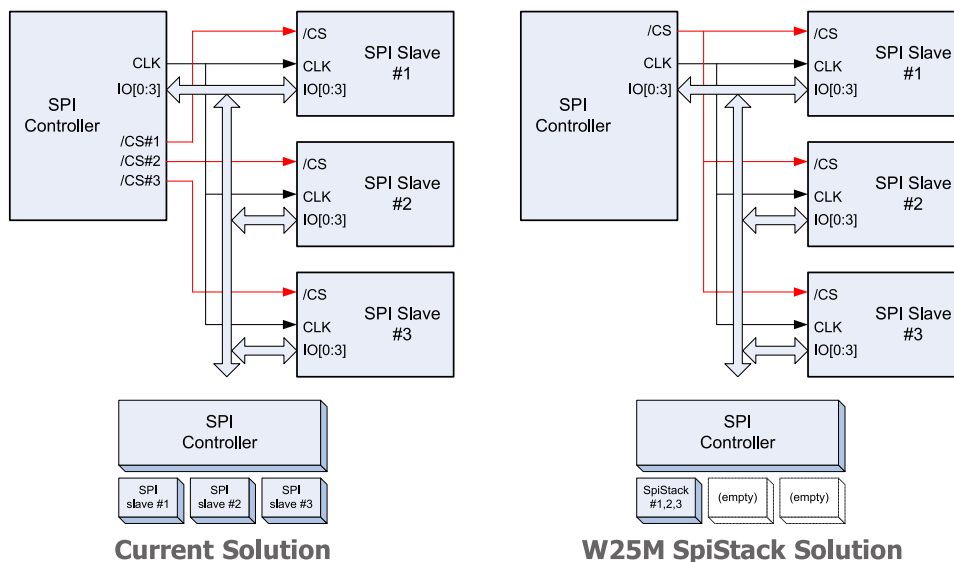 /CS
SPI Slave
#1
CLK
IO[0:3]
CLK
IO[0:3]
SPI
Controller
/CS#1
/CS#2
/CS#3
/CS
SPI Slave
#2
CLK
IO[0:3]
/CS
SPI Slave
#3
CLK
IO[0:3]
SPI
Controller
SPI
slave #1
SPI
slave #2
SPI
slave #3
Current Solution
/CS
CLK
IO[0:3]
SPI
Controller
/CS
SPI Slave
#1
CLK
IO[0:3]
/CS
SPI Slave
#2
CLK
IO[0:3]
/CS
SPI Slave
#3
CLK
IO[0:3]
SPI
Controller
SpiStack
#1,2,3
(empty)
(empty)
W25M SpiStack Solution